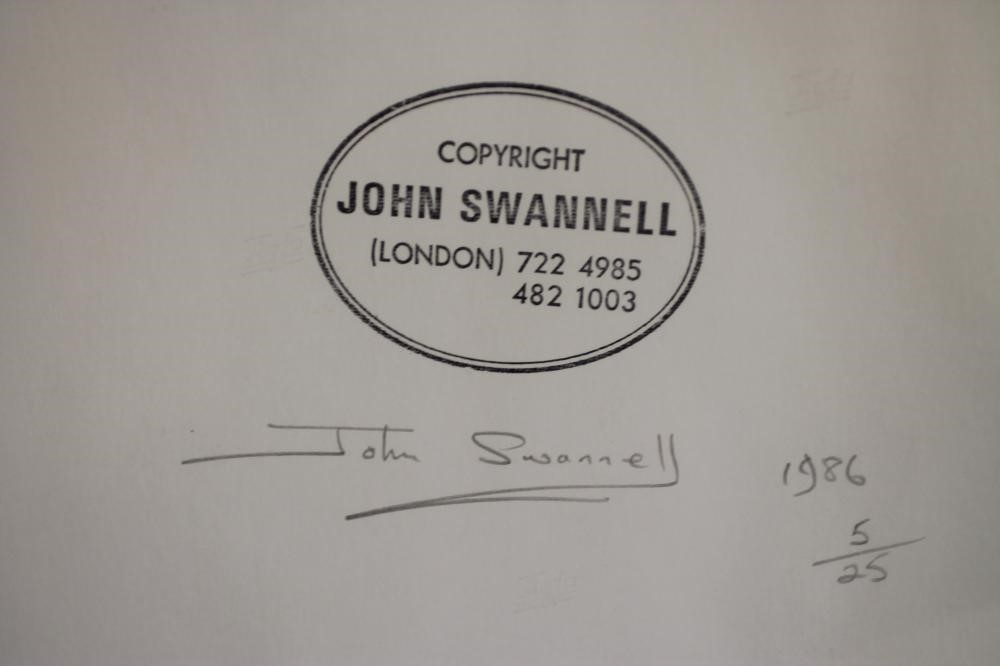 COPYRIGHT
JOHN SWANNELL
(LONDON) 722 4985
482 1003
John Swannell
1986
5/25